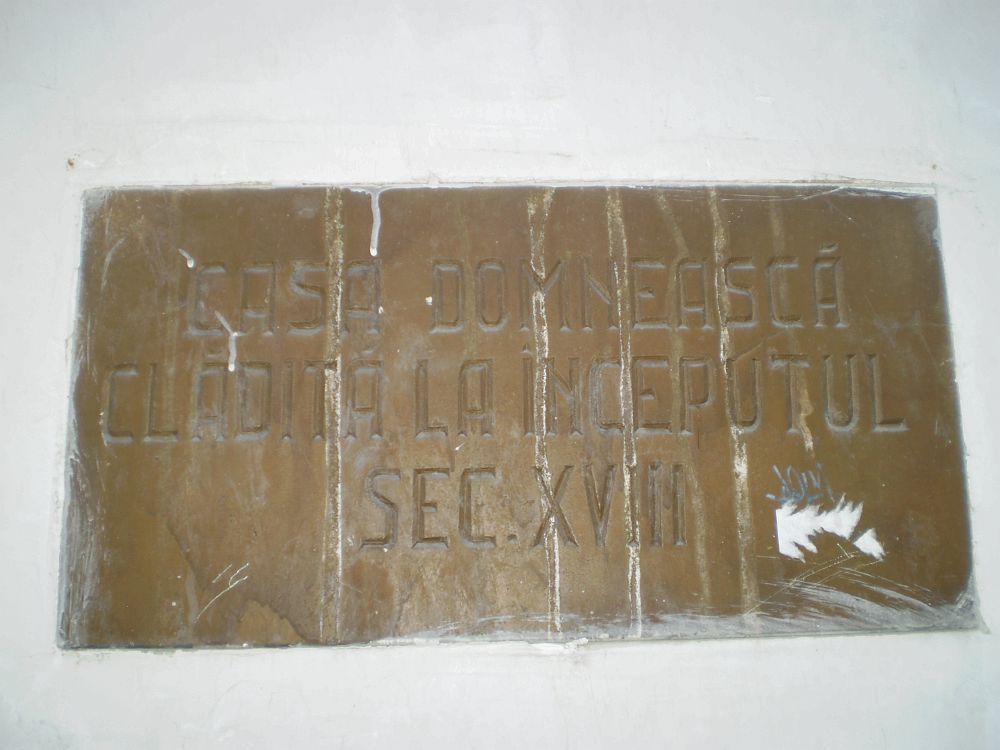 CASA DOMNEASCĂ
CLĂDITĂ LA ÎNCEPUTUL
SEC. XVIII